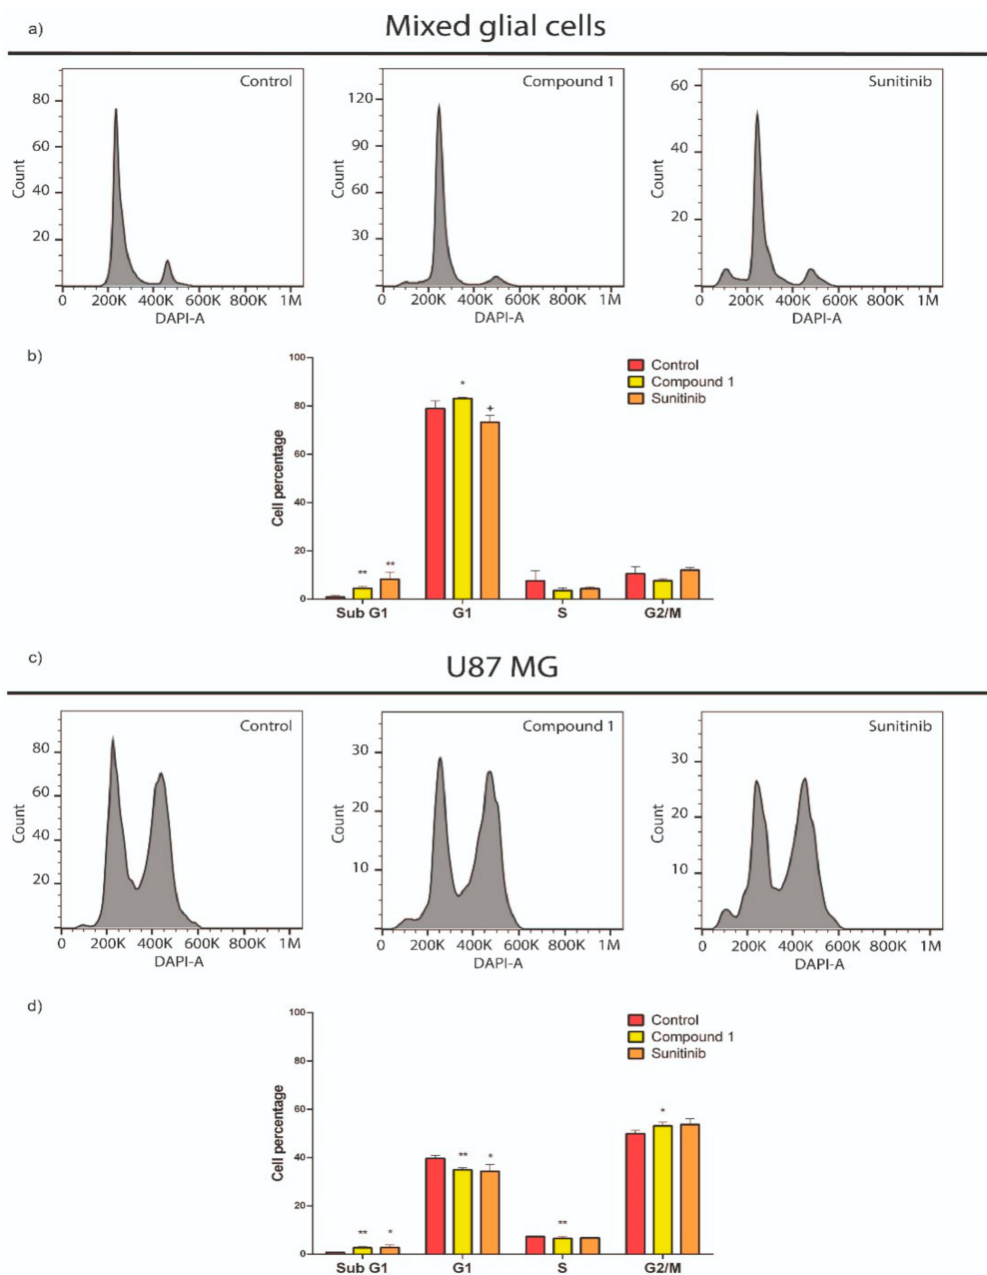 a)
Mixed glial cells
Control
Count
80
60
40
20
0 200K 400K 600K 800K 1M
DAPI-A
Compound 1
Count
120
90
60
30
0 200K 400K 600K 800K 1M
DAPI-A
Sunitinib
Count
60
40
20
0 200K 400K 600K 800K 1M
DAPI-A
b)
Cell percentage
100
80
60
40
20
0
Control
Compound 1
Sunitinib
** **
* +
Sub G1 G1 S G2/M
c)
U87 MG
Control
Count
80
60
40
20
0 200K 400K 600K 800K 1M
DAPI-A
Compound 1
Count
30
20
10
0 200K 400K 600K 800K 1M
DAPI-A
Sunitinib
Count
30
20
10
0 200K 400K 600K 800K 1M
DAPI-A
d)
Cell percentage
100
80
60
40
20
0
Control
Compound 1
Sunitinib
** *
** *
**
*
Sub G1 G1 S G2/M